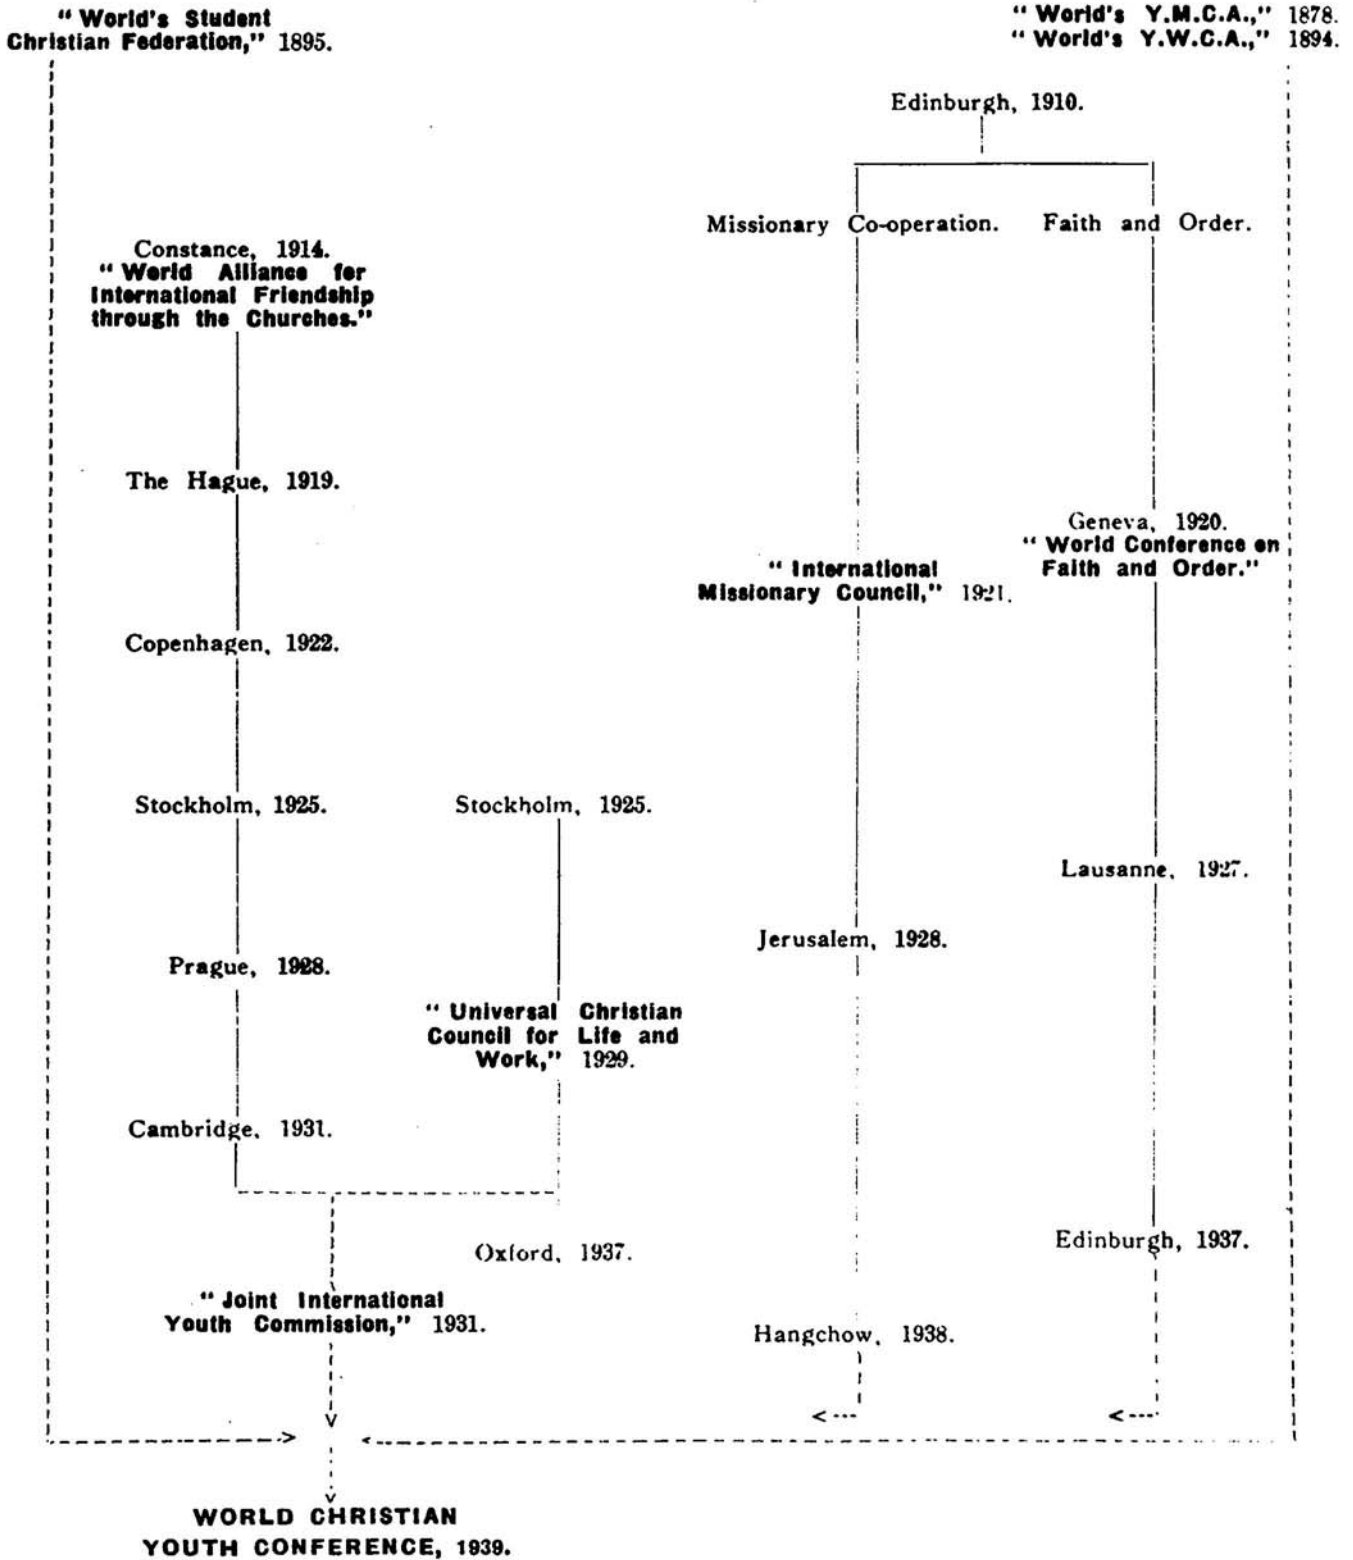 “ World's Student
Christian Federation,” 1895.
“ World's Y.M.C.A.,” 1878.
“ World's Y.W.C.A.,” 1894.
Edinburgh, 1910.
Missionary Co-operation.
Faith and Order.
Constance, 1914.
“ World Alliance for
International Friendship
through the Churches.”
The Hague, 1919.
Geneva, 1920.
“ World Conference on
Faith and Order.”
“ International
Missionary Council,” 1921.
Copenhagen, 1922.
Stockholm, 1925.
Stockholm, 1925.
Lausanne, 1927.
Jerusalem, 1928.
Prague, 1928.
“ Universal Christian
Council for Life and
Work,” 1929.
Cambridge, 1931.
Oxford, 1937.
Edinburgh, 1937.
“ Joint International
Youth Commission,” 1931.
Hangchow, 1938.
WORLD CHRISTIAN
YOUTH CONFERENCE, 1939.